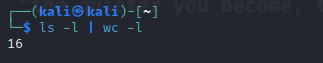 ┌──(kali㉿kali)-[~]
└─$ ls -l | wc -l
16